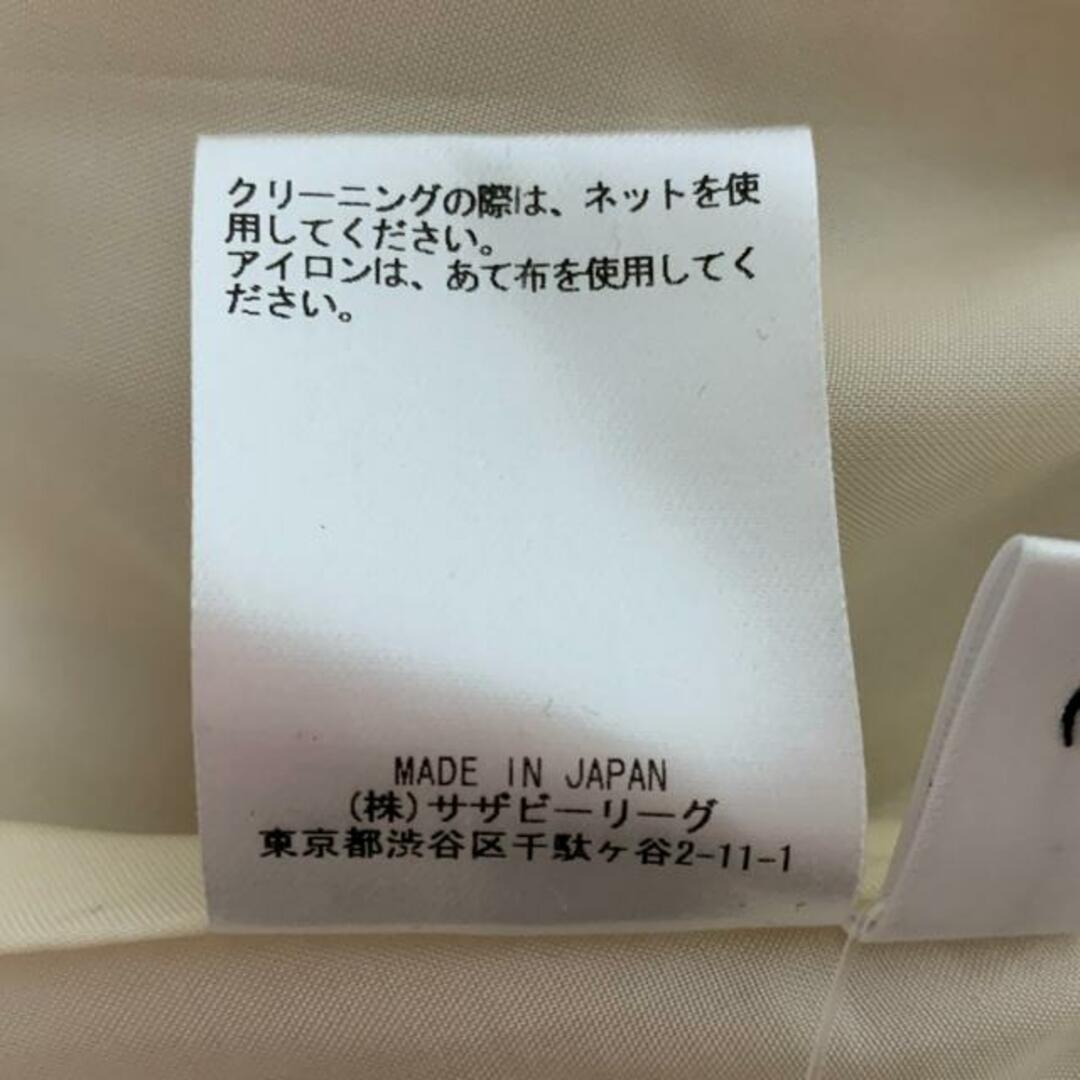 クリーニングの際は、ネットを使
用してください。
アイロンは、あて布を使用してく
ださい。
MADE IN JAPAN
(株)サザビーリーグ
東京都渋谷区千駄ヶ谷2-11-1